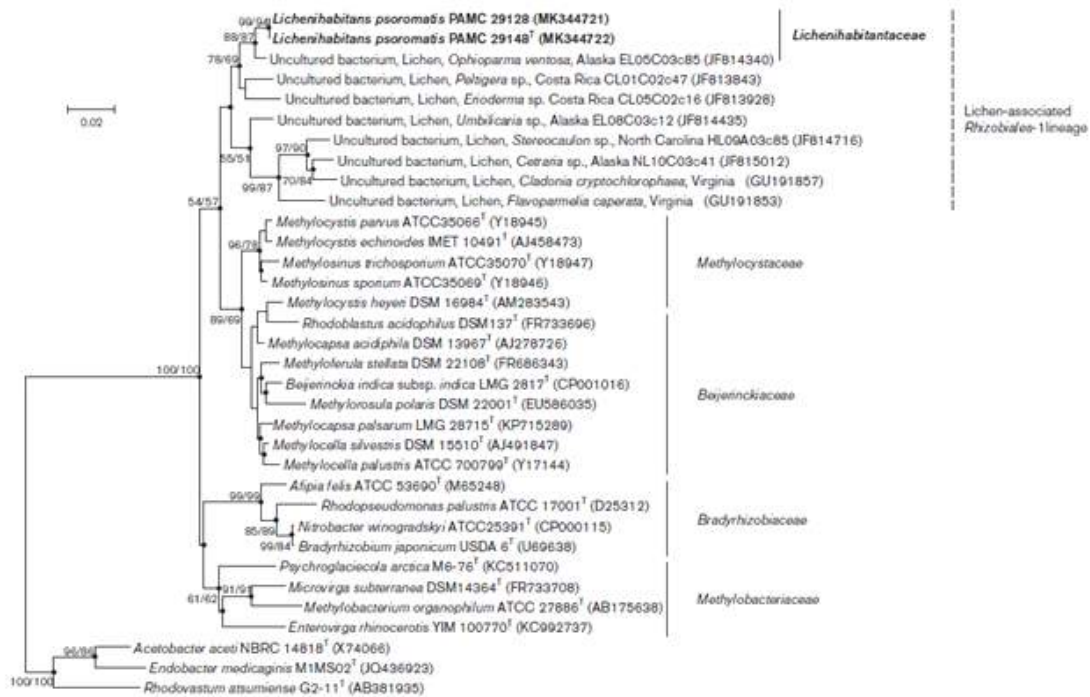 99/94
Lichenihabitans psoromatis PAMC 29128 (MK344721)
88/87
Lichenihabitans psoromatis PAMC 29148T (MK344722)
Lichenihabitantaceae
78/69
Uncultured bacterium, Lichen, Ophioparma ventosa, Alaska EL05C03c85 (JF814340)
Uncultured bacterium, Lichen, Peltigera sp., Costa Rica CL01C02c47 (JF813843)
Uncultured bacterium, Lichen, Erioderma sp. Costa Rica CL05C02c16 (JF813928)
0.02
Lichen-associated
Rhizobiales-1lineage
Uncultured bacterium, Lichen, Umbilicaria sp., Alaska EL08C03c12 (JF814435)
Uncultured bacterium, Lichen, Stereocaulon sp., North Carolina HL09A03c85 (JF814716)
97/90
55/51
Uncultured bacterium, Lichen, Cetraria sp., Alaska NL10C03c41 (JF815012)
70/84
Uncultured bacterium, Lichen, Cladonia cryptochlorophaea, Virginia (GU191857)
99/87
Uncultured bacterium, Lichen, Flavoparmelia caperata, Virginia (GU191853)
54/57
Methylocystis parvus ATCC35066T (Y18945)
96/78
Methylocystis echinoides IMET 10491T (AJ458473)
Methylosinus trichosporium ATCC35070T (Y18947)
Methylocystaceae
Methylosinus sporium ATCC35069T (Y18946)
Methylocystis heyeri DSM 16984T (AM283543)
89/69
Rhodoblastus acidophilus DSM137T (FR733696)
Methylocapsa acidiphila DSM 13967T (AJ278726)
Methyloferula stellata DSM 22108T (FR686343)
100/100
Beijerinckia indica subsp. indica LMG 2817T (CP001016)
Beijerinckiaceae
Methylorosula polaris DSM 22001T (EU586035)
Methylocapsa palsarum LMG 28715T (KP715289)
Methylocella silvestris DSM 15510T (AJ491847)
Methylocella palustris ATCC 700799T (Y17144)
Afipia felis ATCC 53690T (M65248)
99/99
Rhodopseudomonas palustris ATCC 17001T (D25312)
Nitrobacter winogradskyi ATCC25391T (CP000115)
Bradyrhizobiaceae
85/89
99/84
Bradyrhizobium japonicum USDA 6T (U69638)
Psychroglaciecola arctica M6-76T (KC511070)
91/91
Microvirga subterranea DSM14364T (FR733708)
61/62
Methylobacterium organophilum ATCC 27886T (AB175638)
Methylobacteriaceae
Enterovirga rhinocerotis YIM 100770T (KC992737)
96/86
Acetobacter aceti NBRC 14818T (X74066)
Endobacter medicaginis M1MS02T (JQ436923)
100/100
Rhodovastum atsumiense G2-11T (AB381935)